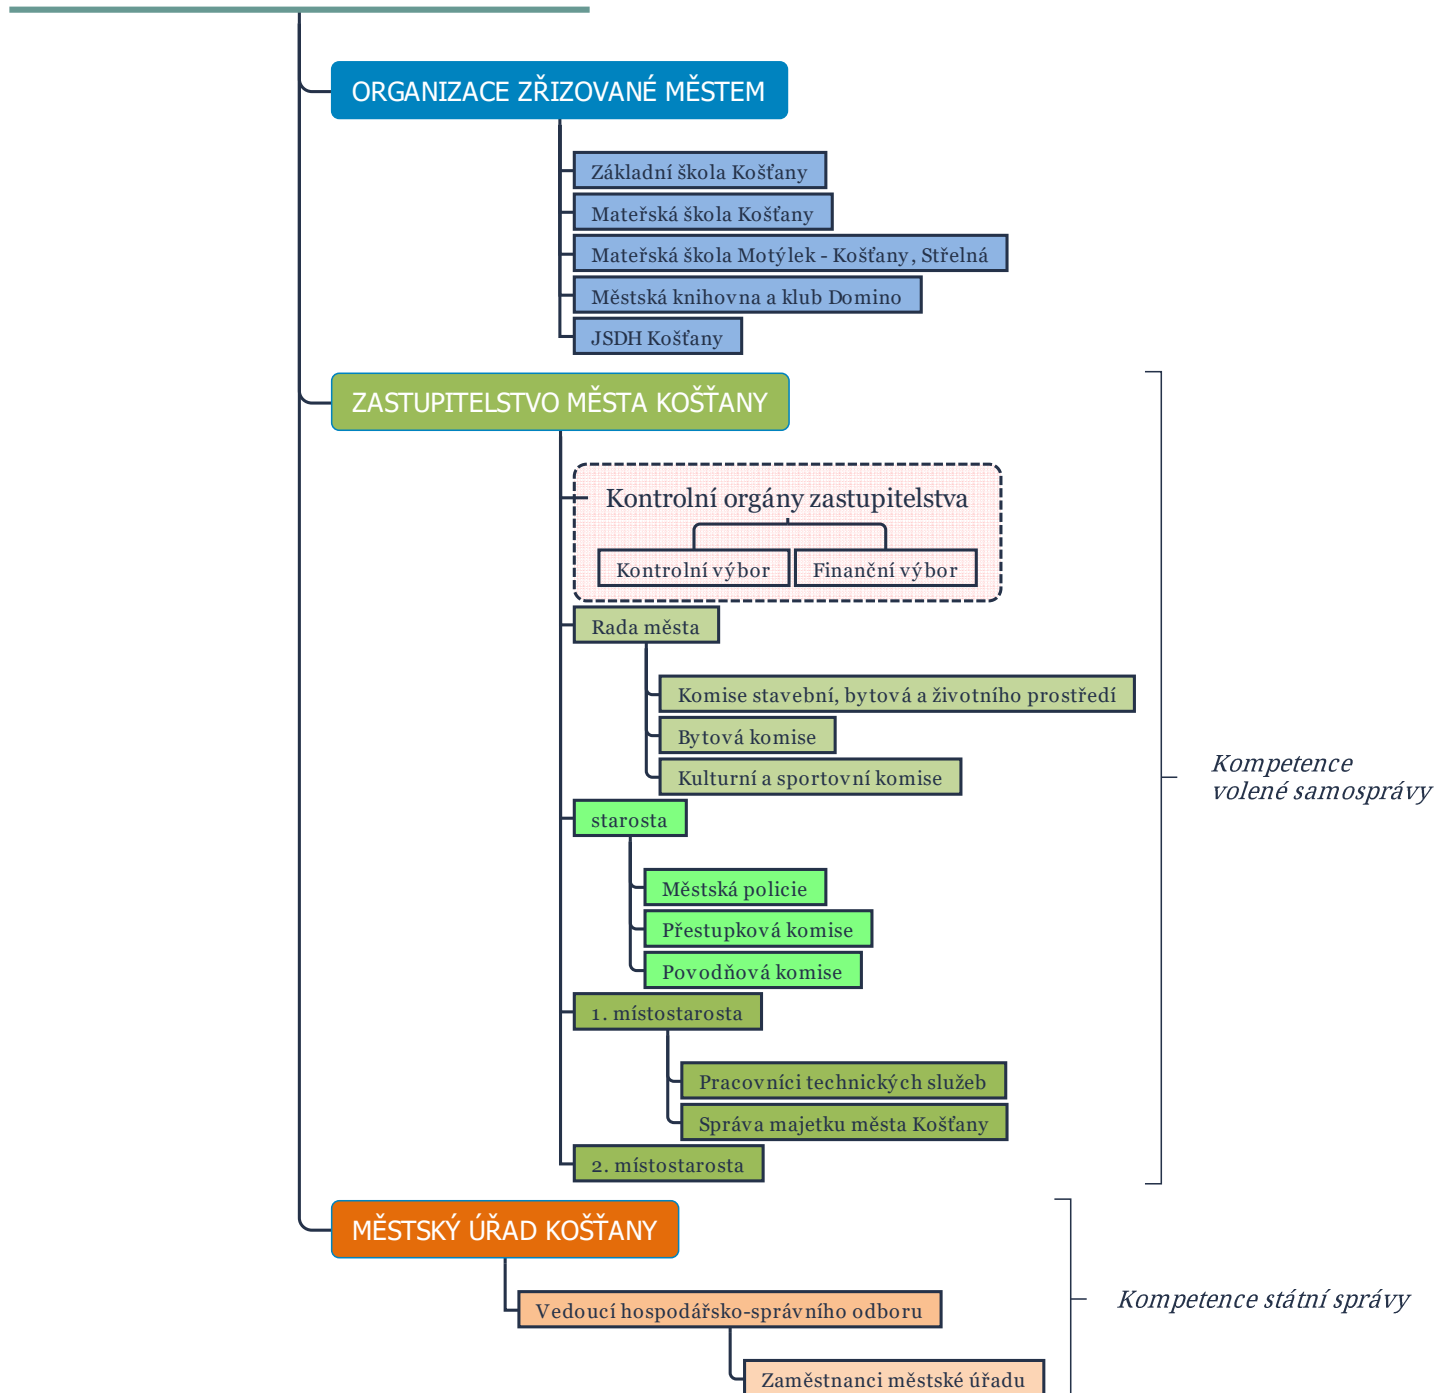 ORGANIZACE ZŘIZOVANÉ MĚSTEM
Základní škola Košťany
Mateřská škola Košťany
Mateřská škola Motýlek - Košťany, Střelná
Městská knihovna a klub Domino
JSDH Košťany
ZASTUPITELSTVO MĚSTA KOŠŤANY
Kontrolní orgány zastupitelstva
Kontrolní výbor
Finanční výbor
Rada města
Komise stavební, bytová a životního prostředí
Bytová komise
Kulturní a sportovní komise
starosta
Městská policie
Přestupková komise
Povodňová komise
1. místostarosta
Pracovníci technických služeb
Správa majetku města Košťany
2. místostarosta
Kompetence
volené samosprávy
MĚSTSKÝ ÚŘAD KOŠŤANY
Vedoucí hospodářsko-správního odboru
Zaměstnanci městské úřadu
Kompetence státní správy